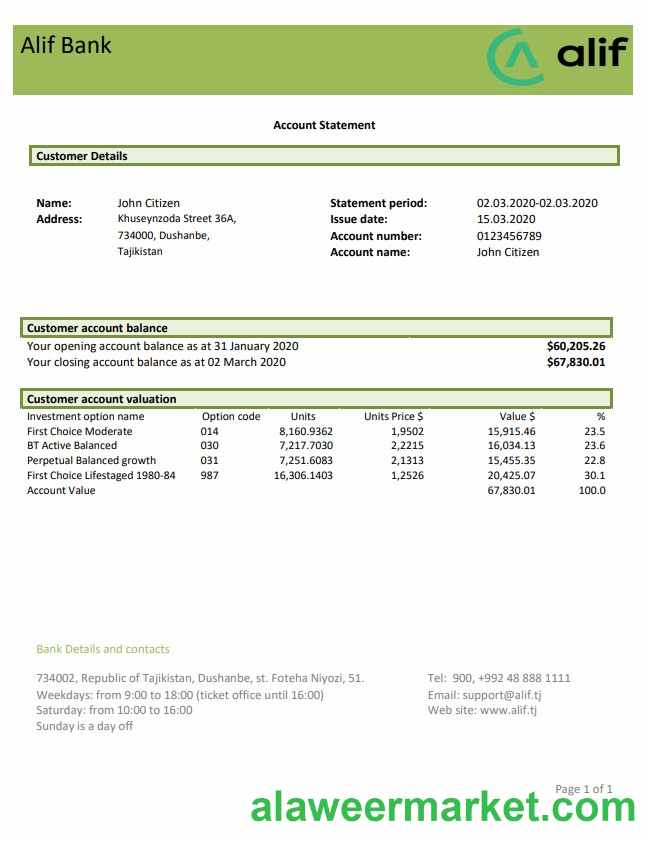 Alif Bank
alif
Account Statement
Customer Details
Name: John Citizen Statement period: 02.03.2020-02.03.2020
Address: Khuseynzoda Street 36A, Issue date: 15.03.2020
734000, Dushanbe, Account number: 0123456789
Tajikistan Account name: John Citizen
Customer account balance
Your opening account balance as at 31 January 2020 $60,205.26
Your closing account balance as at 02 March 2020 $67,830.01
Customer account valuation
Investment option name Option code Units Units Price $ Value $ %
First Choice Moderate 014 8,160.9362 1,9502 15,915.46 23.5
BT Active Balanced 030 7,217.7030 2,2215 16,034.13 23.6
Perpetual Balanced growth 031 7,251.6083 2,1313 15,455.35 22.8
First Choice Lifestaged 1980-84 987 16,306.1403 1,2526 20,425.07 30.1
Account Value 67,830.01 100.0
Bank Details and contacts
734002, Republic of Tajikistan, Dushanbe, st. Foteha Niyozi, 51. Tel: 900, +992 48 888 1111
Weekdays: from 9:00 to 18:00 (ticket office until 16:00) Email: support@alif.tj
Saturday: from 10:00 to 16:00 Web site: www.alif.tj
Sunday is a day off
Page 1 of 1
alaweermarket.com